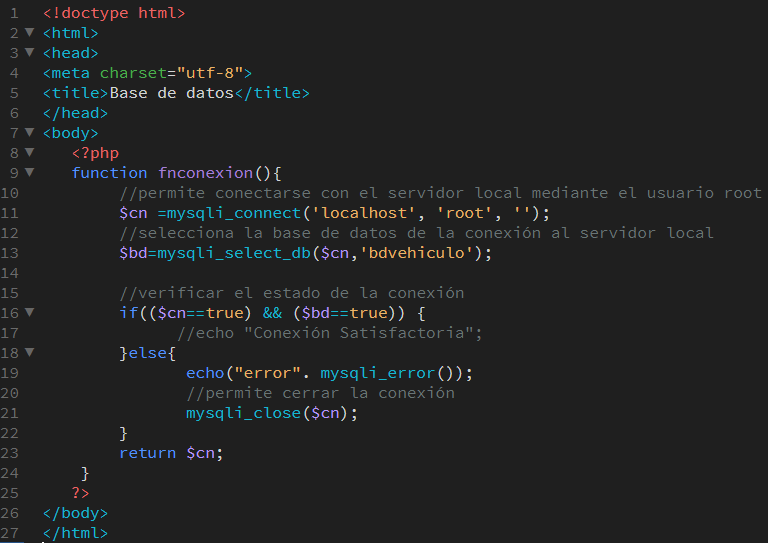 1 <!doctype html>
2 <html>
3 <head>
4 <meta charset="utf-8">
5 <title>Base de datos</title>
6 </head>
7 <body>
8 <?php
9 function fnconexion(){
10 //permite conectarse con el servidor local mediante el usuario root
11 $cn =mysqli_connect('localhost', 'root', '');
12 //selecciona la base de datos de la conexión al servidor local
13 $bd=mysqli_select_db($cn,'bdvehiculo');
14
15 //verificar el estado de la conexión
16 if(($cn==true) && ($bd==true)) {
17 //echo "Conexión Satisfactoria";
18 }else{
19 echo("error". mysqli_error());
20 //permite cerrar la conexión
21 mysqli_close($cn);
22 }
23 return $cn;
24 }
25 ?>
26 </body>
27 </html>